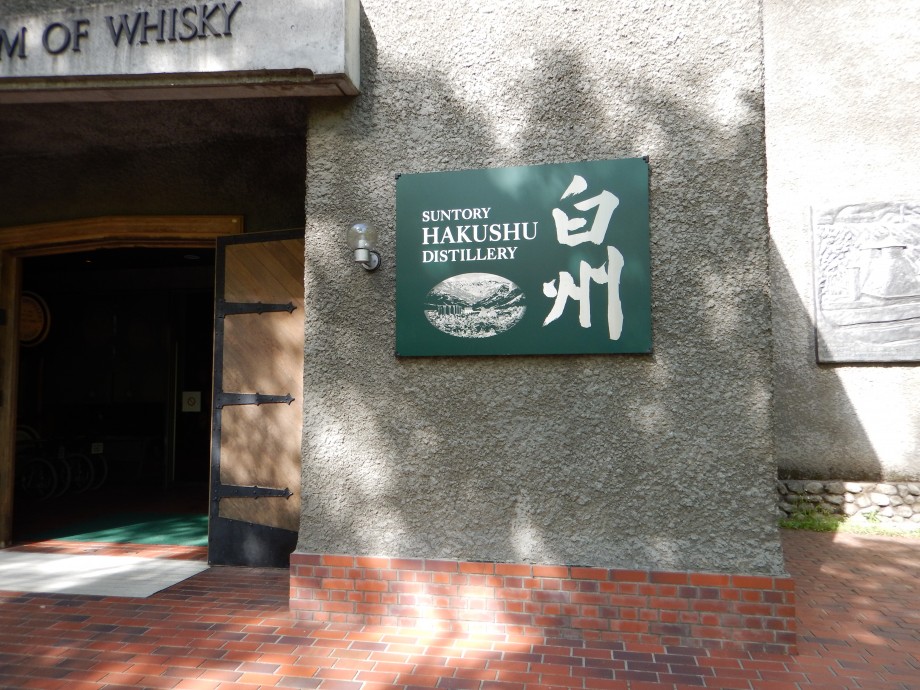 M OF WHISKY
SUNTORY
HAKUSHU
DISTILLERY
白州